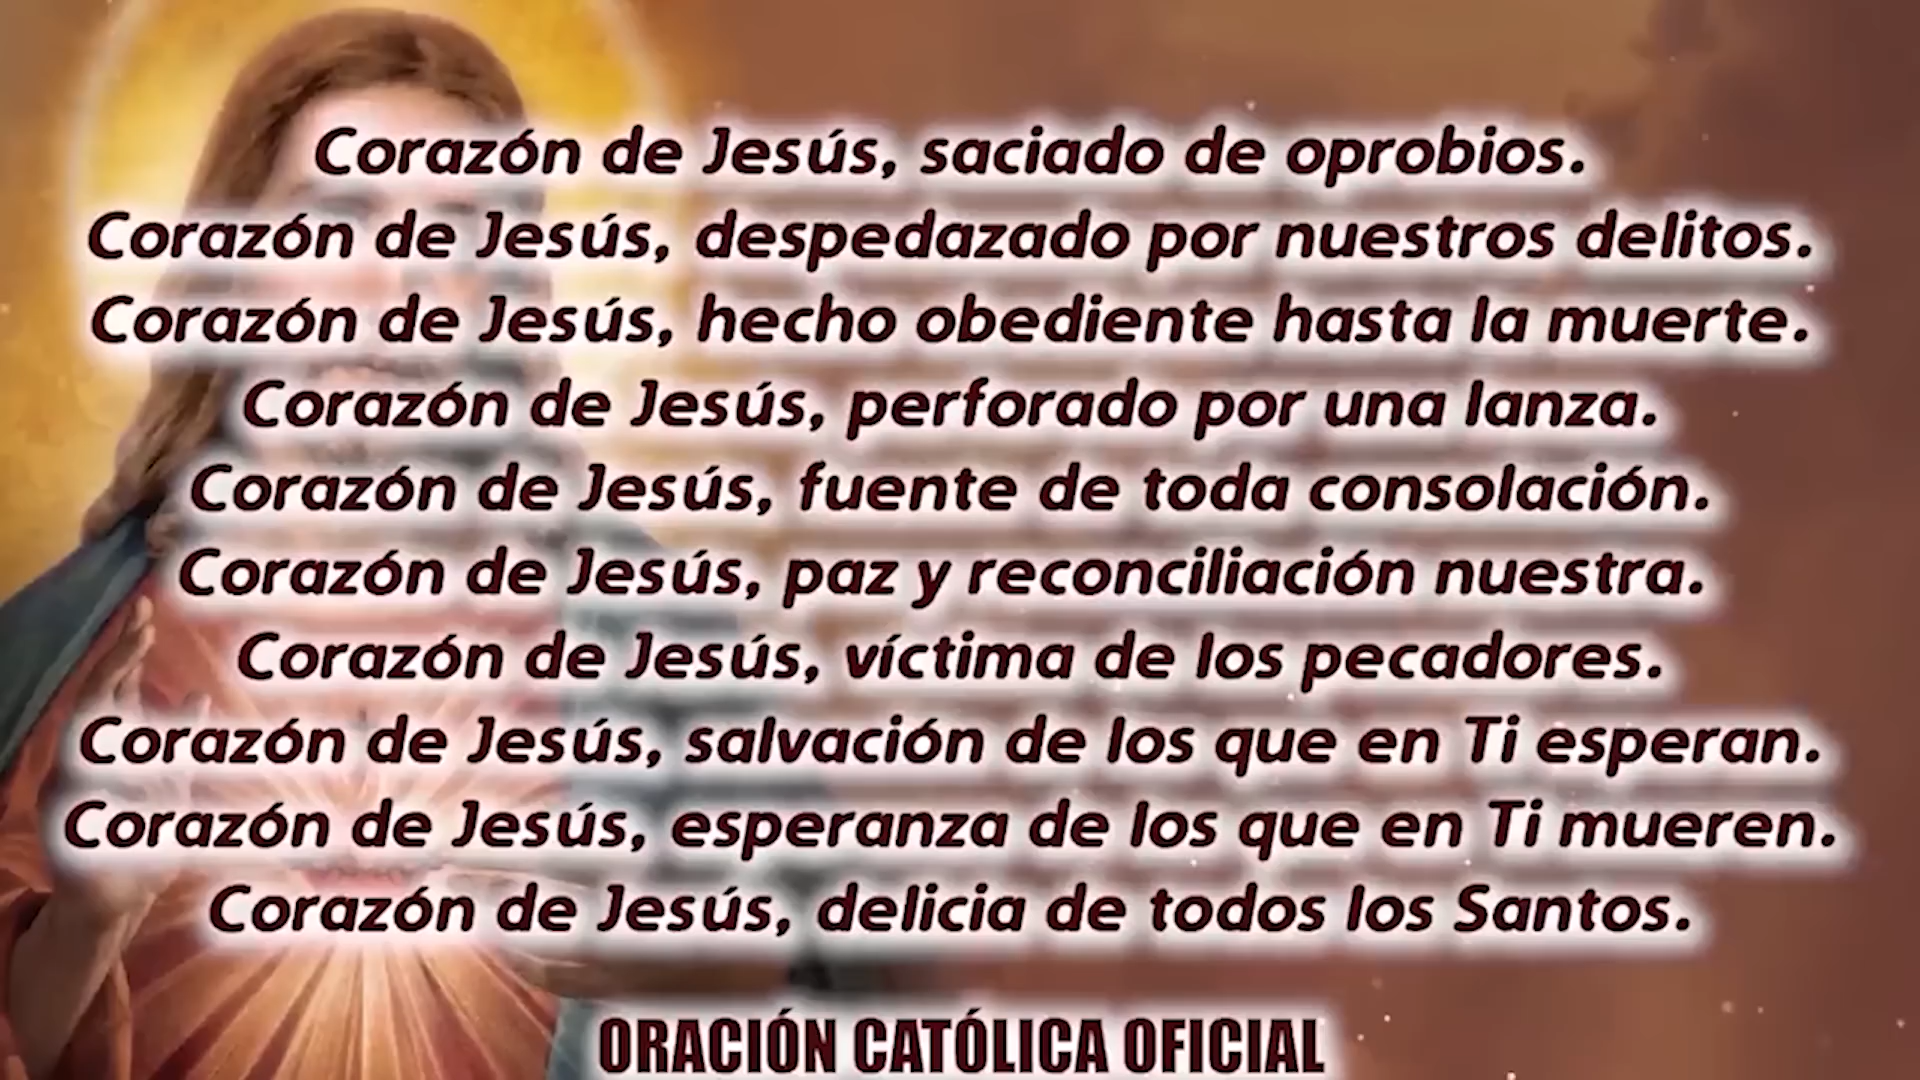 Corazón de Jesús, saciado de oprobios.
Corazón de Jesús, despedazado por nuestros delitos.
Corazón de Jesús, hecho obediente hasta la muerte.
Corazón de Jesús, perforado por una lanza.
Corazón de Jesús, fuente de toda consolación.
Corazón de Jesús, paz y reconciliación nuestra.
Corazón de Jesús, víctima de los pecadores.
Corazón de Jesús, salvación de los que en Ti esperan.
Corazón de Jesús, esperanza de los que en Ti mueren.
Corazón de Jesús, delicia de todos los Santos.
ORACIÓN CATÓLICA OFICIAL